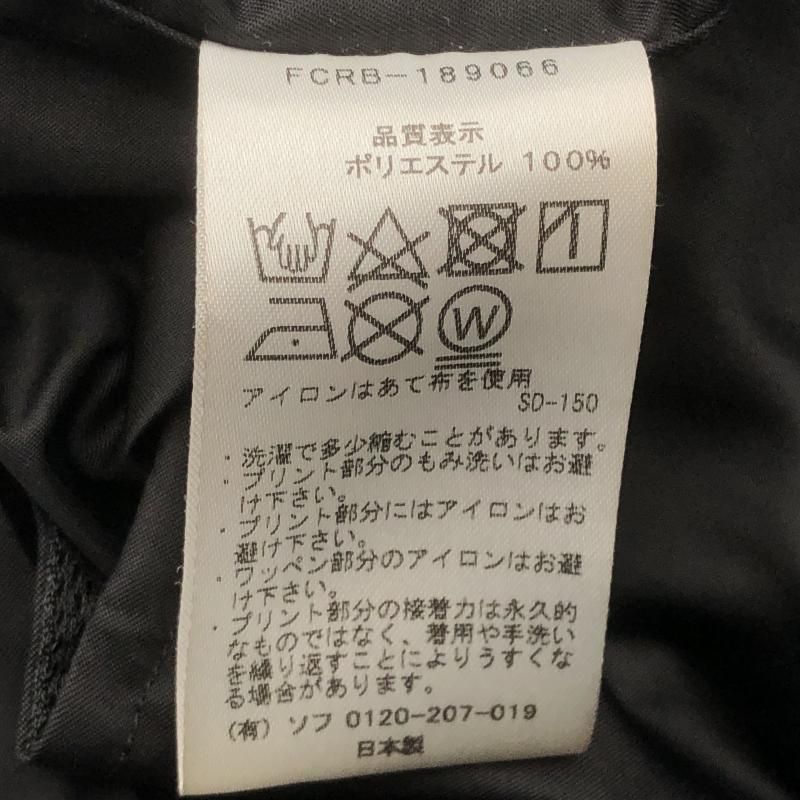 FCRB-189066
品質表示
ポリエステル 100%
W
アイロンはあて布を使用
SD-150
・洗濯で多少縮むことがあります。
・プリント部分のもみ洗いはお避
け下さい。
・プリント部分にはアイロンはお
避け下さい。
・ワッペン部分のアイロンはお避
け下さい。
・プリント部分の接着力は永久的
なものではなく、着用や手洗い
を繰り返すことによりうすくな
る場合があります。
(有) ソフ 0120-207-019
日本製